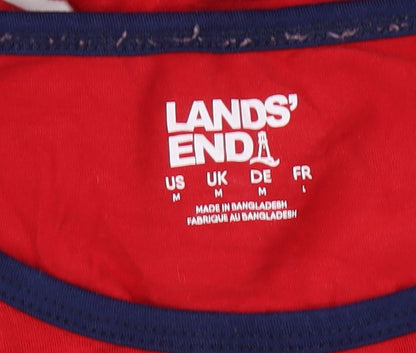 LANDS'
END
US UK DE FR
M M M L
MADE IN BANGLADESH
FABRIQUE AU BANGLADESH